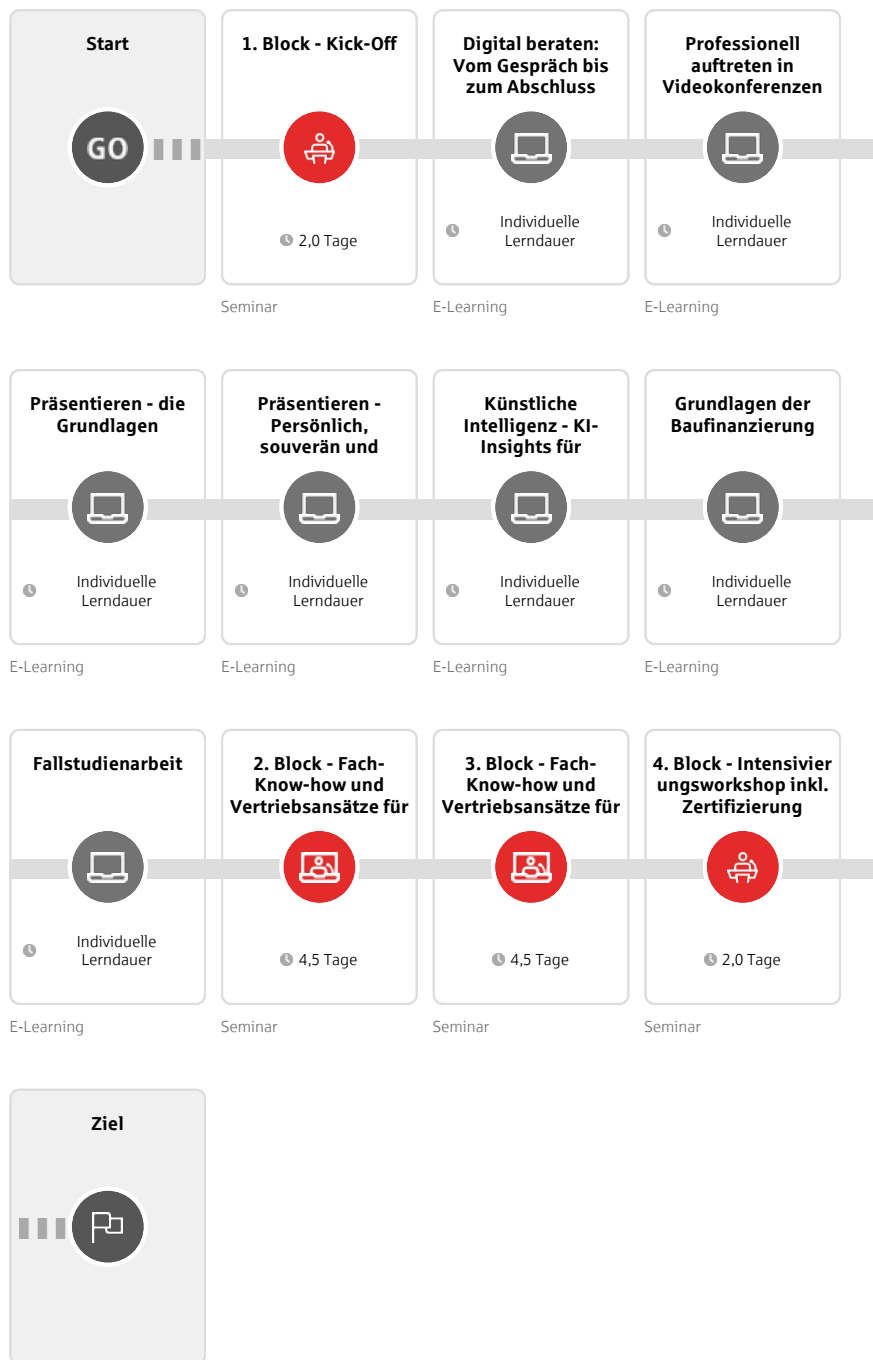 Start
GO
1. Block - Kick-Off
2,0 Tage
Seminar
Digital beraten:
Vom Gespräch bis
zum Abschluss
Individuelle
Lerndauer
E-Learning
Professionell
auftreten in
Videokonferenzen
Individuelle
Lerndauer
E-Learning
Präsentieren - die
Grundlagen
Individuelle
Lerndauer
E-Learning
Präsentieren -
Persönlich,
souverän und
Individuelle
Lerndauer
E-Learning
Künstliche
Intelligenz - KI-
Insights für
Individuelle
Lerndauer
E-Learning
Grundlagen der
Baufinanzierung
Individuelle
Lerndauer
E-Learning
Fallstudienarbeit
Individuelle
Lerndauer
E-Learning
2. Block - Fach-
Know-how und
Vertriebsansätze für
4,5 Tage
Seminar
3. Block - Fach-
Know-how und
Vertriebsansätze für
4,5 Tage
Seminar
4. Block - Intensivier
ungsworkshop inkl.
Zertifizierung
2,0 Tage
Seminar
Ziel